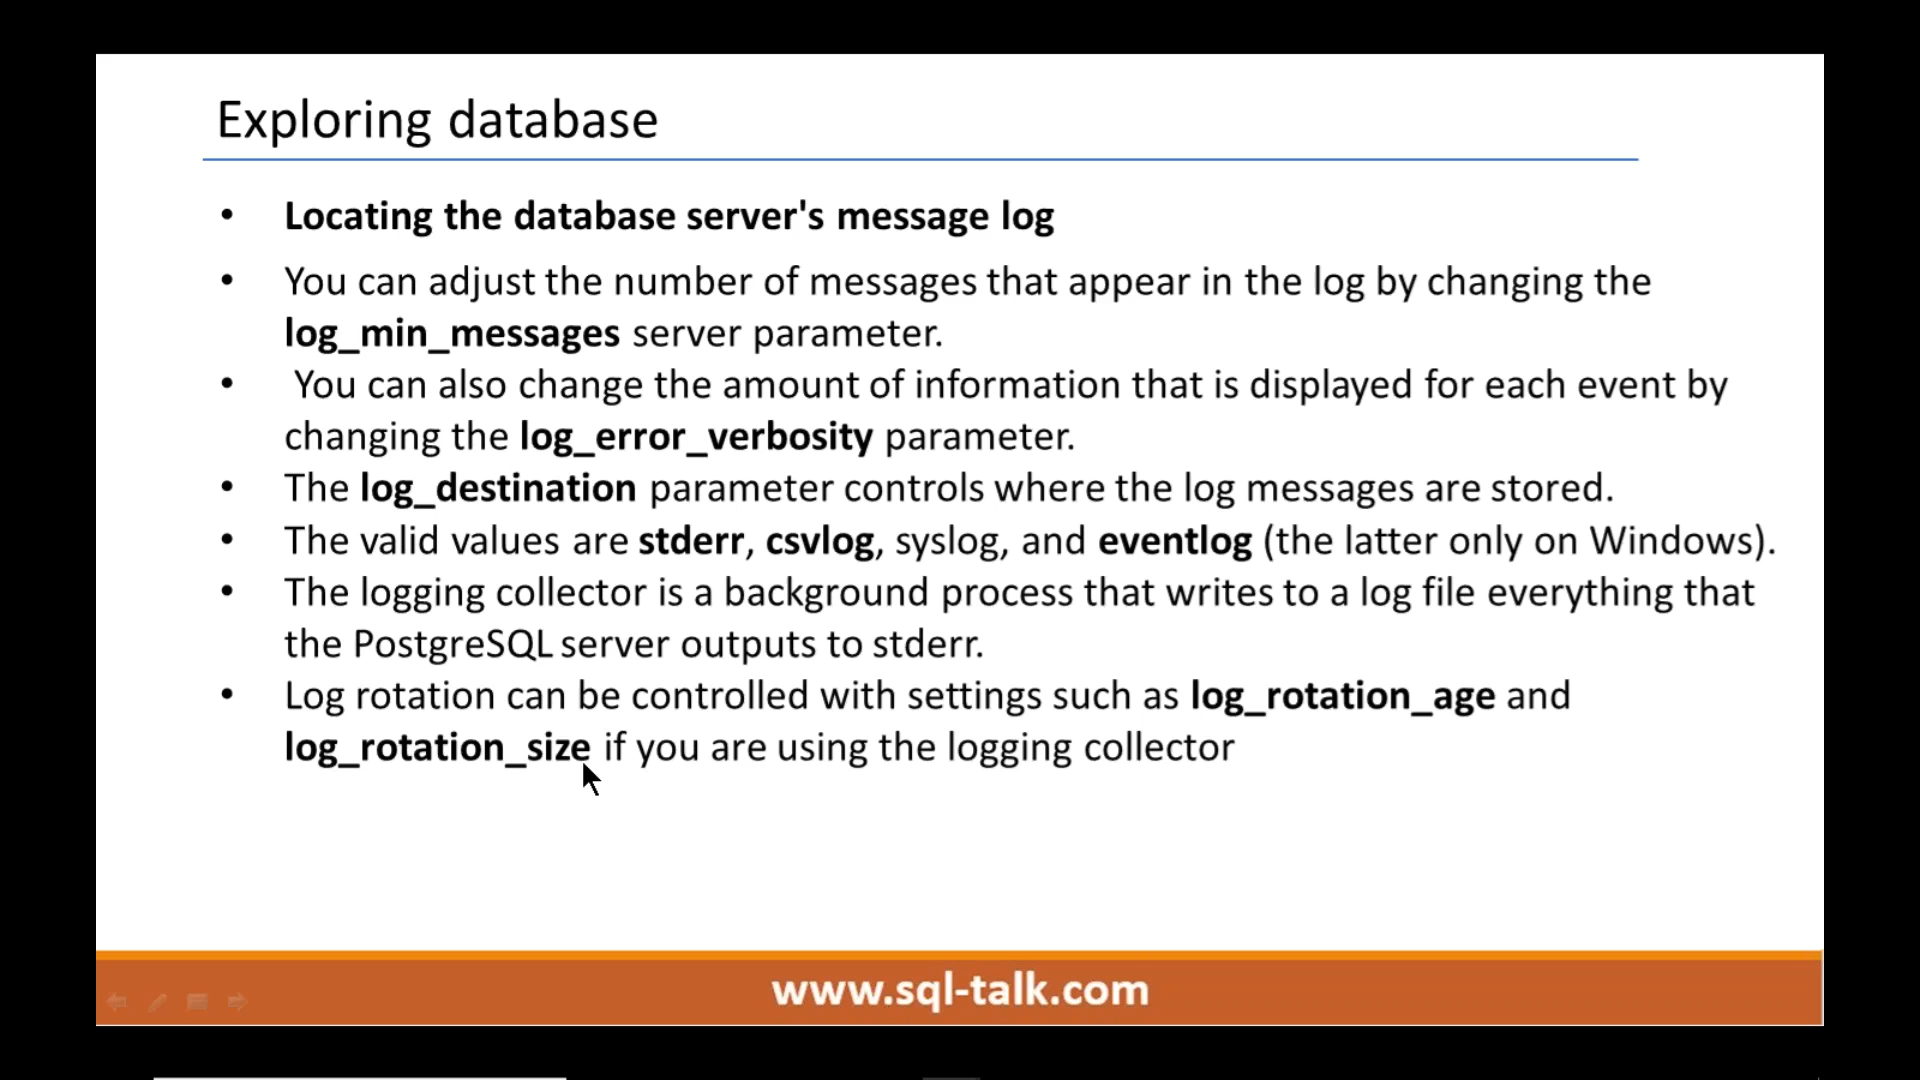 Exploring database
• Locating the database server's message log
• You can adjust the number of messages that appear in the log by changing the
log_min_messages server parameter.
• You can also change the amount of information that is displayed for each event by
changing the log_error_verbosity parameter.
• The log_destination parameter controls where the log messages are stored.
• The valid values are stderr, csvlog, syslog, and eventlog (the latter only on Windows).
• The logging collector is a background process that writes to a log file everything that
the PostgreSQL server outputs to stderr.
• Log rotation can be controlled with settings such as log_rotation_age and
log_rotation_size if you are using the logging collector
www.sql-talk.com